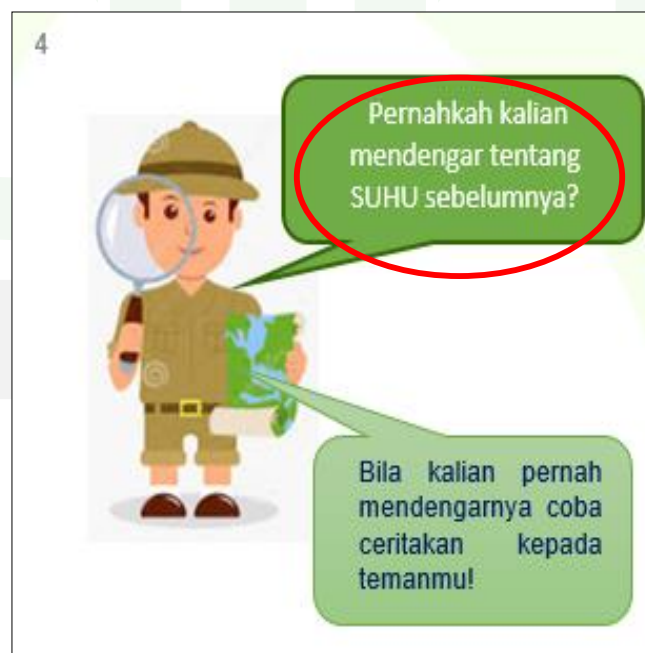 4
Pernahkah kalian
mendengar tentang
SUHU sebelumnya?
Bila kalian pernah
mendengarnya coba
ceritakan kepada
temanmu!